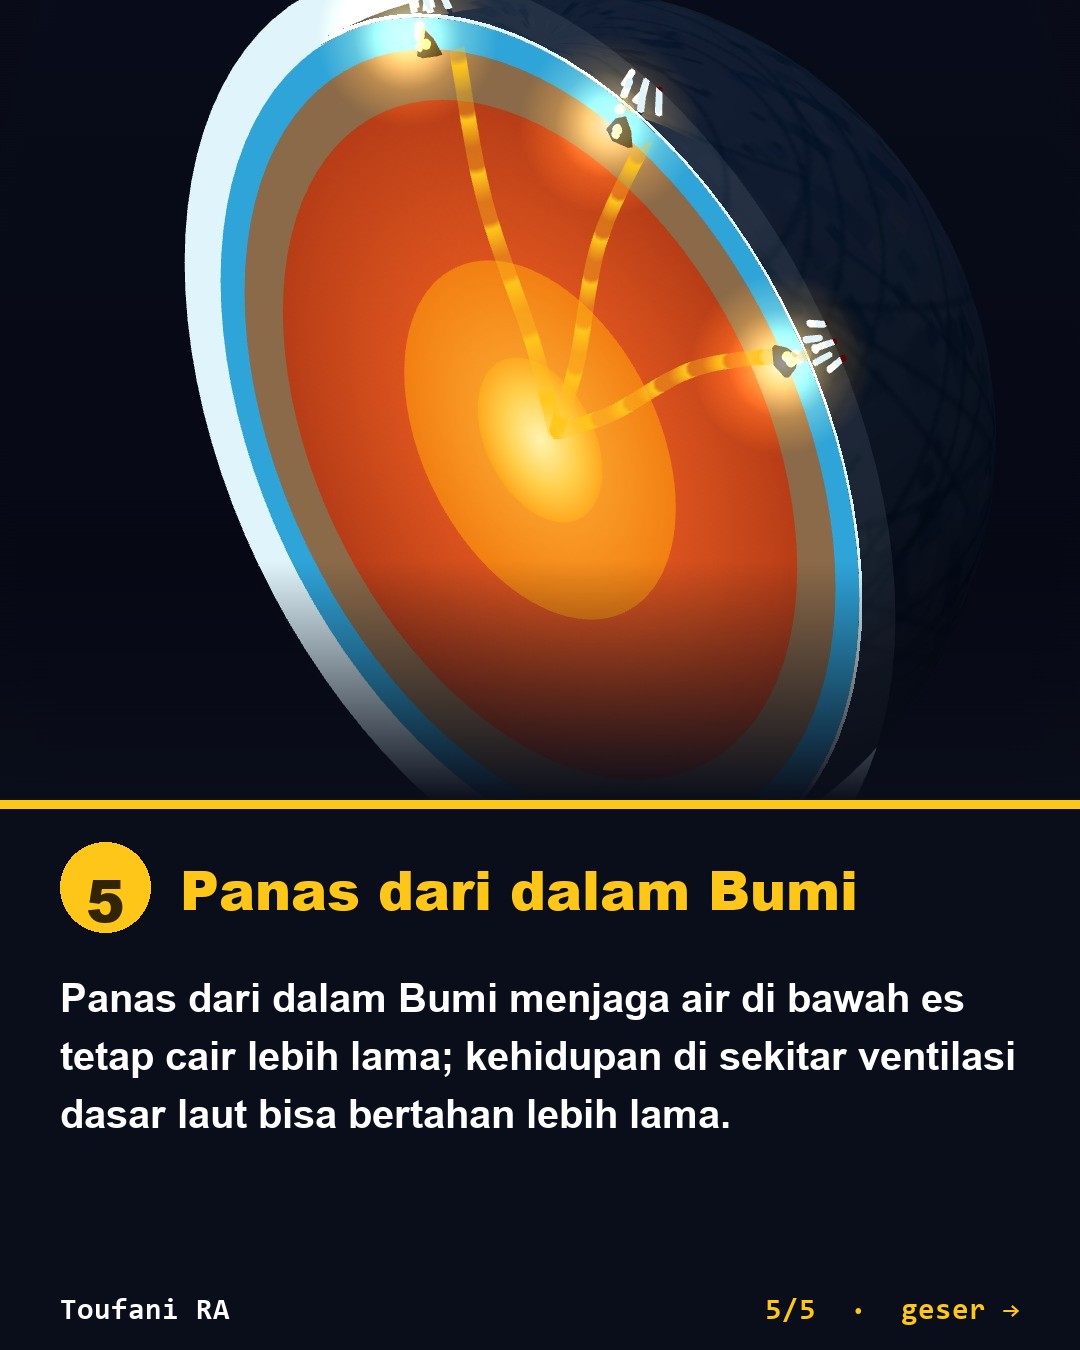 5 Panas dari dalam Bumi
Panas dari dalam Bumi menjaga air di bawah es
tetap cair lebih lama; kehidupan di sekitar ventilasi
dasar laut bisa bertahan lebih lama.
Toufani RA 5/5 · geser →